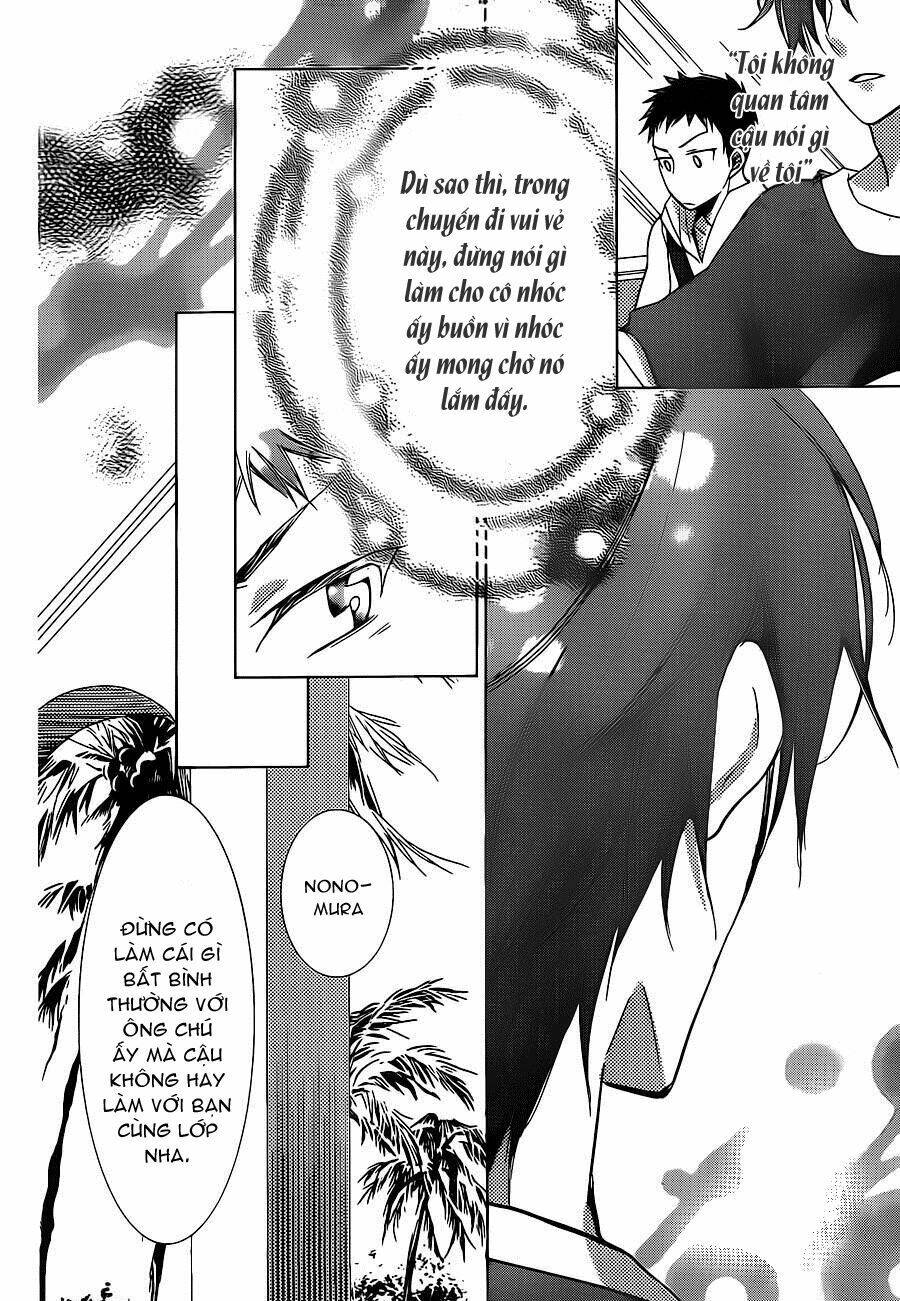 “Tôi không
quan tâm
cậu nói gì
về tôi”
Dù sao thì, trong
chuyến đi vui vẻ
này, đừng nói gì
làm cho cô nhóc
ấy buồn vì nhóc
ấy mong chờ nó
lắm đấy.
NONO-
MURA
ĐỪNG CÓ
LÀM CÁI GÌ
BẤT BÌNH
THƯỜNG VỚI
ÔNG CHÚ
ẤY MÀ CẬU
KHÔNG HAY
LÀM VỚI BẠN
CÙNG LỚP
NHA.